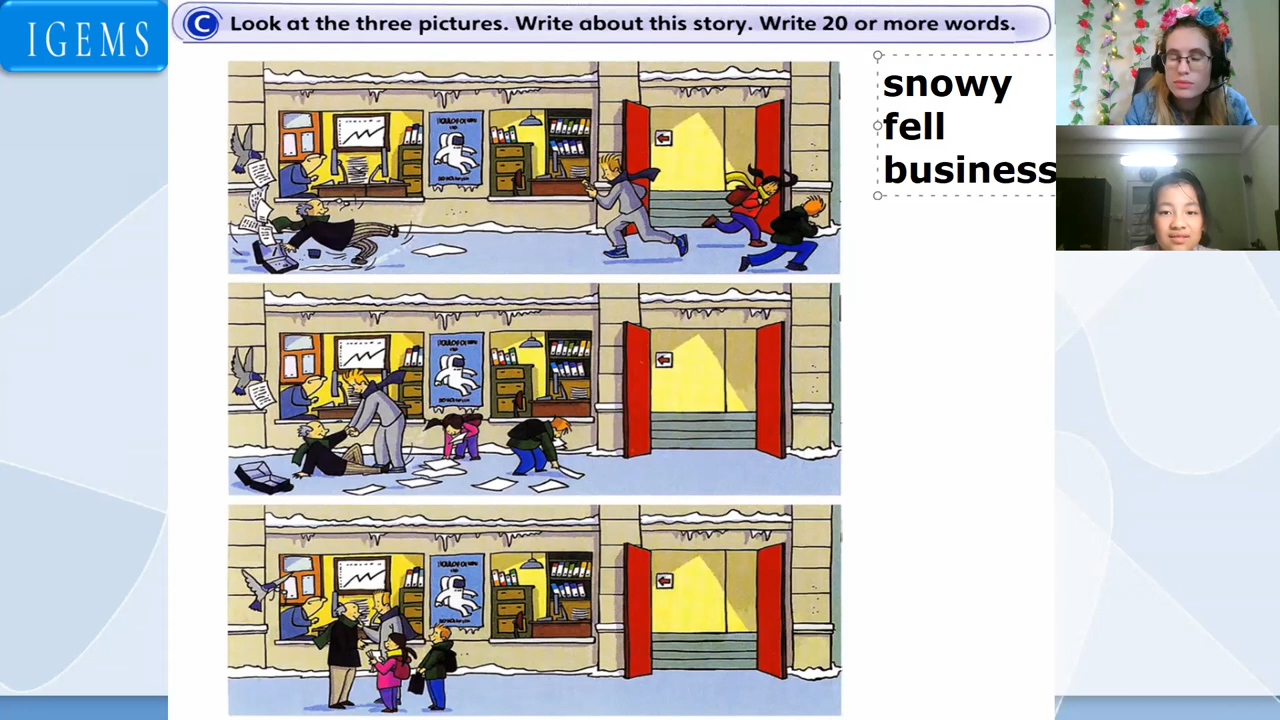 IGEMS
C Look at the three pictures. Write about this story. Write 20 or more words.
snowy
fell
business